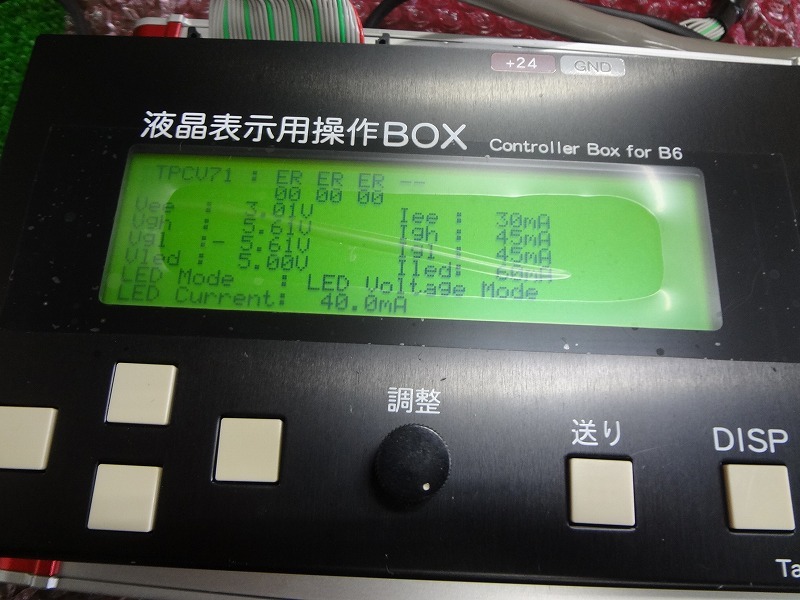 +24 GND
液晶表示用操作BOX Controller Box for B6
TPCV71 : ER ER ER --
00 00 00
Vee : 3.01V Iee : 30mA
Vgh : 5.61V Igh : 45mA
Vgl :- 5.61V Igl : 45mA
Vled : 5.00V Iled: 60mA
LED Mode : LED Voltage Mode
LED Current: 40.0mA
調整
送り
DISP
Ta